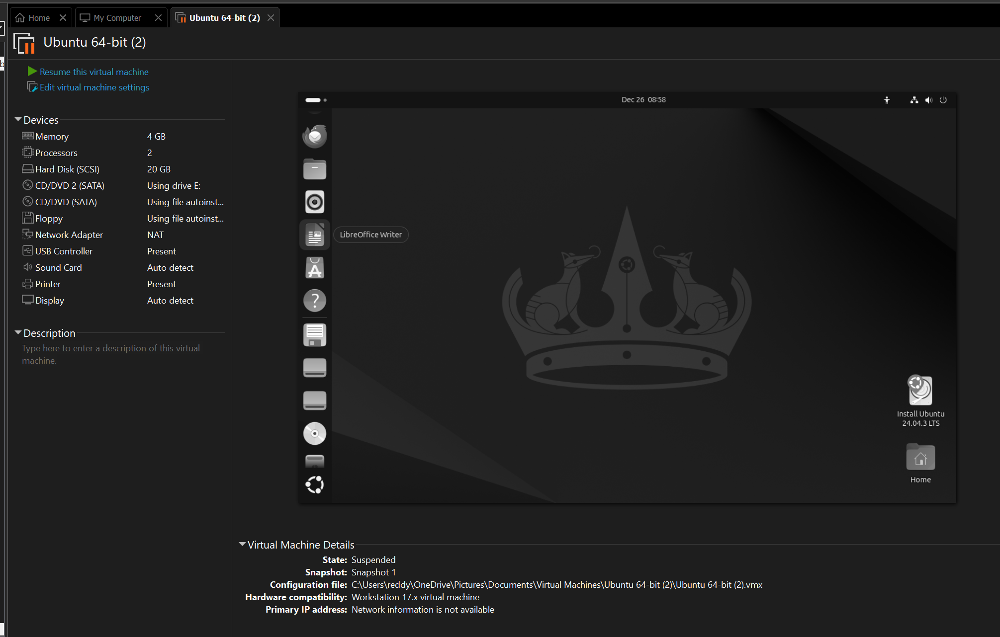 Home
My Computer
Ubuntu 64-bit (2)
Ubuntu 64-bit (2)
Resume this virtual machine
Edit virtual machine settings
Devices
Memory 4 GB
Processors 2
Hard Disk (SCSI) 20 GB
CD/DVD 2 (SATA) Using drive E:
CD/DVD (SATA) Using file autoinst...
Floppy Using file autoinst...
Network Adapter NAT
USB Controller Present
Sound Card Auto detect
Printer Present
Display Auto detect
Description
Type here to enter a description of this virtual
machine.
Dec 26 08:58
LibreOffice Writer
Install Ubuntu
24.04.3 LTS
Home
Virtual Machine Details
State: Suspended
Snapshot: Snapshot 1
Configuration file: C:\Users\reddy\OneDrive\Pictures\Documents\Virtual Machines\Ubuntu 64-bit (2)\Ubuntu 64-bit (2).vmx
Hardware compatibility: Workstation 17.x virtual machine
Primary IP address: Network information is not available